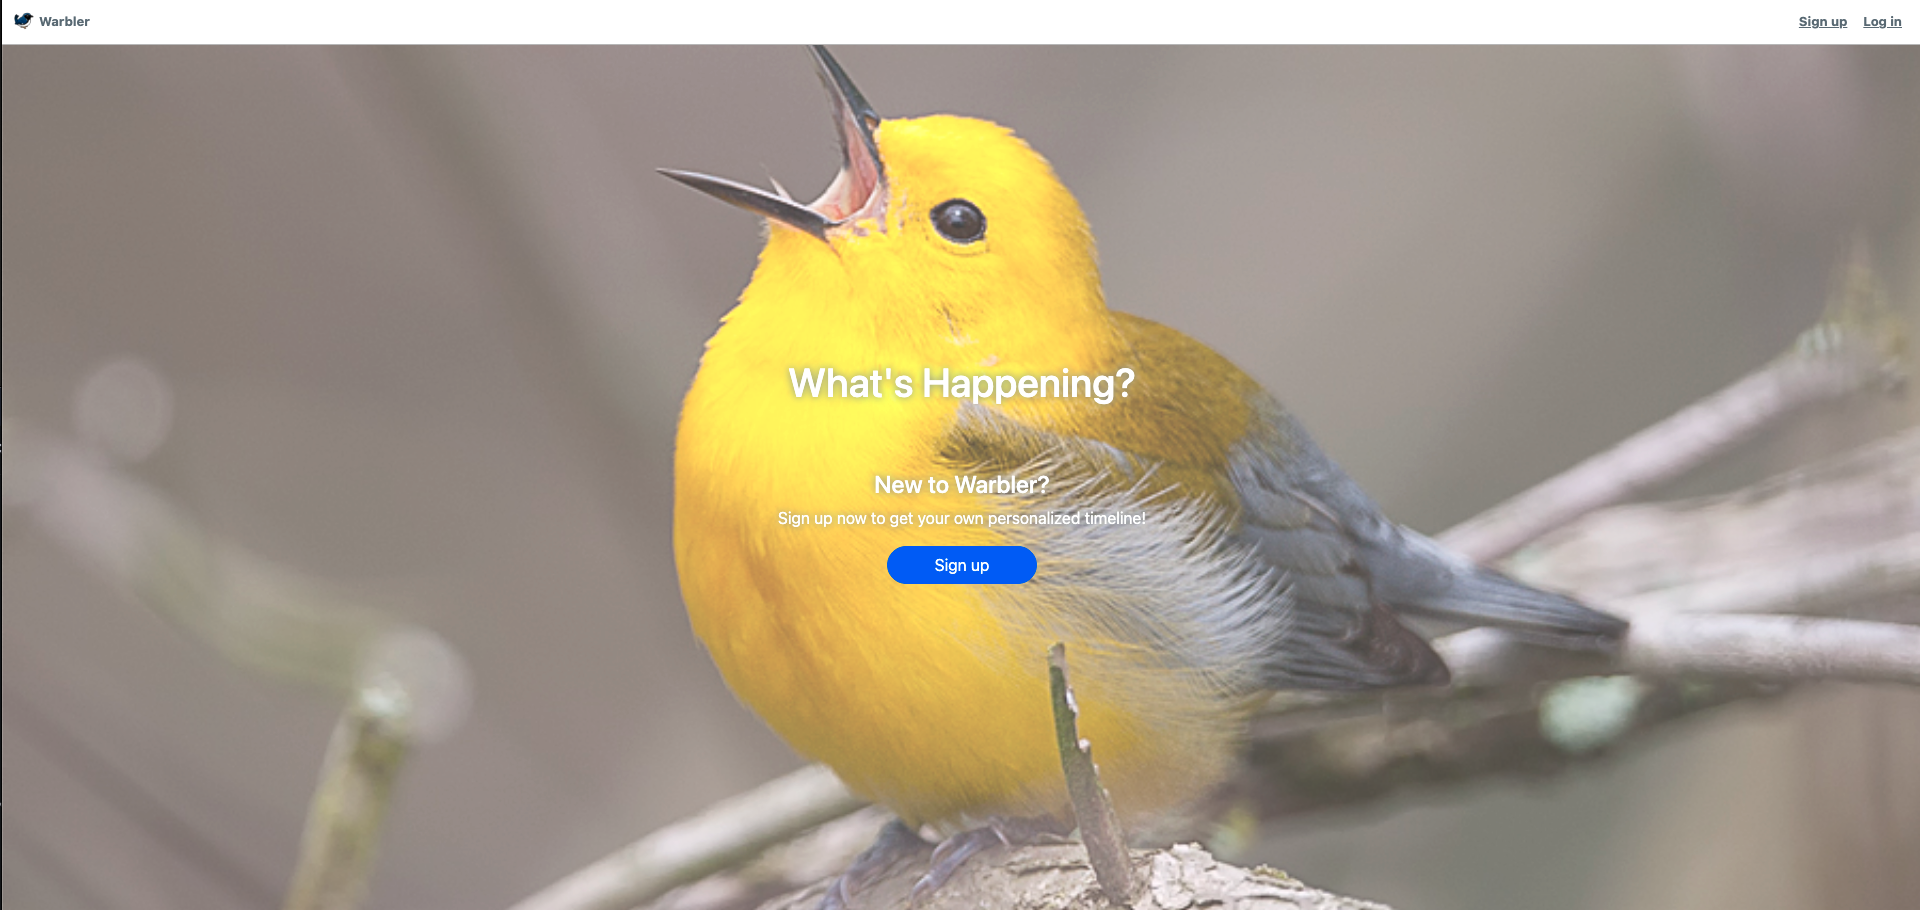 Warbler
Sign up
Log in
What's Happening?
New to Warbler?
Sign up now to get your own personalized timeline!
Sign up